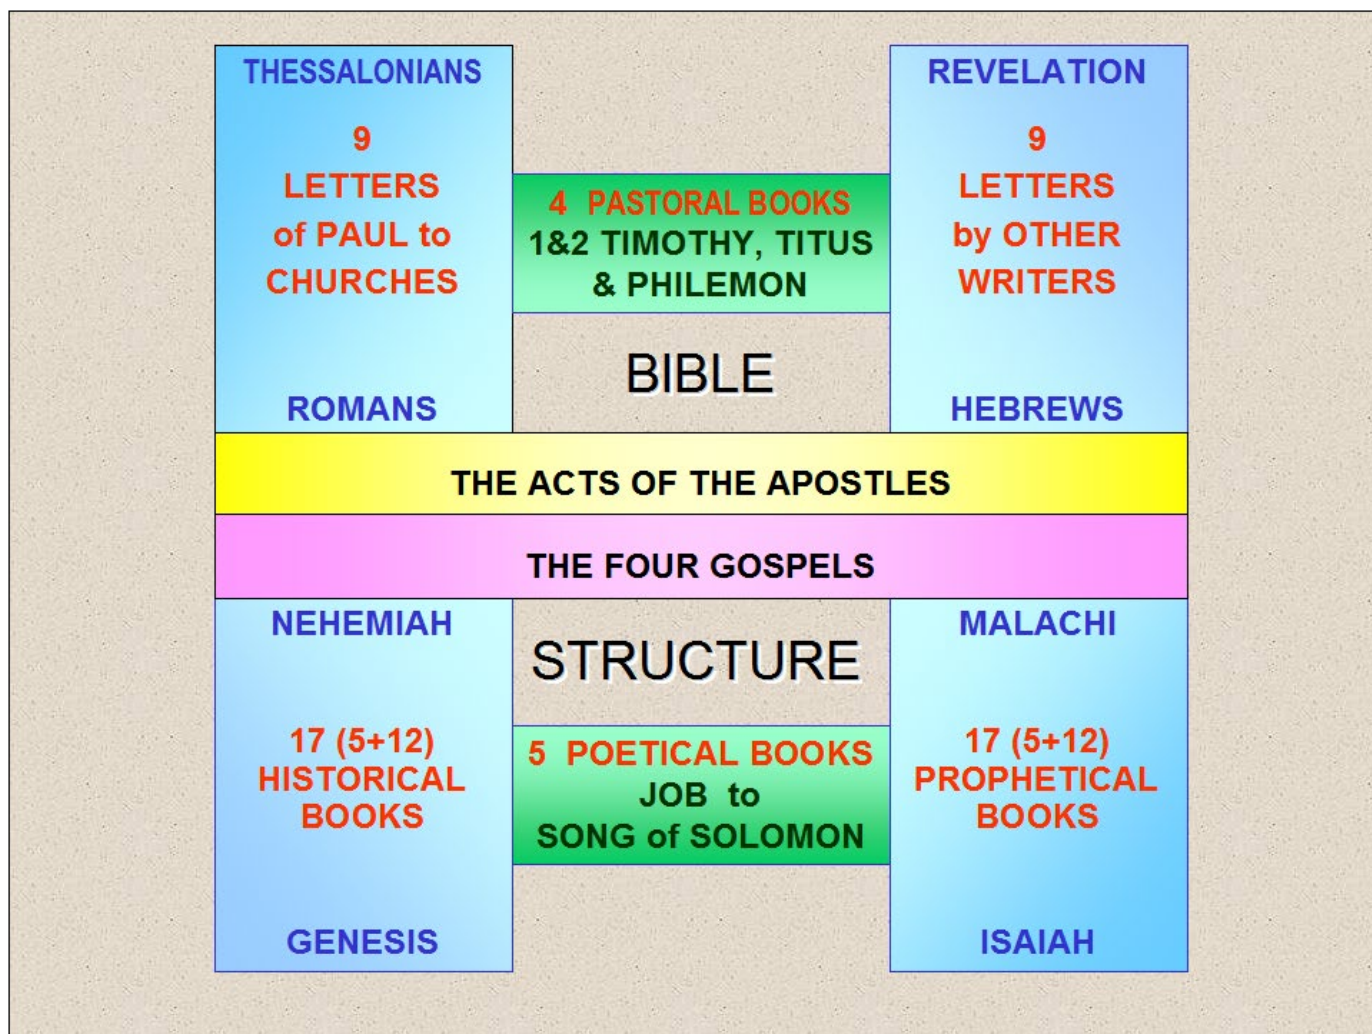 THESSALONIANS
9
LETTERS
of PAUL to
CHURCHES
ROMANS
4 PASTORAL BOOKS
1&2 TIMOTHY, TITUS
& PHILEMON
REVELATION
9
LETTERS
by OTHER
WRITERS
HEBREWS
BIBLE
THE ACTS OF THE APOSTLES
THE FOUR GOSPELS
STRUCTURE
NEHEMIAH
17 (5+12)
HISTORICAL
BOOKS
GENESIS
5 POETICAL BOOKS
JOB to
SONG of SOLOMON
MALACHI
17 (5+12)
PROPHETICAL
BOOKS
ISAIAH